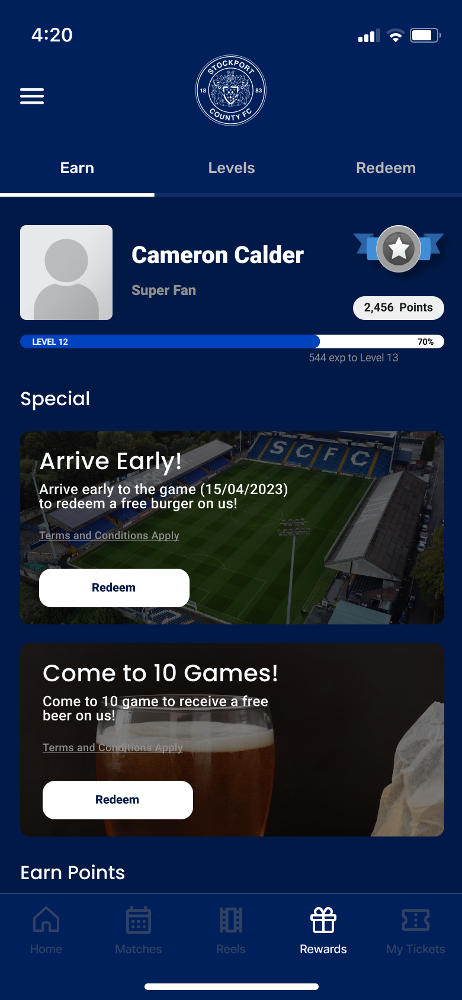 4:20
STOCKPORT
18 83
COUNTY FC
Earn Levels Redeem
Cameron Calder
Super Fan
2,456 Points
LEVEL 12 70%
544 exp to Level 13
Special
SCFC
Arrive Early!
Arrive early to the game (15/04/2023)
to redeem a free burger on us!
Terms and Conditions Apply
Redeem
Come to 10 Games!
Come to 10 game to receive a free
beer on us!
Terms and Conditions Apply
Redeem
Earn Points
Home Matches Reels Rewards My Tickets